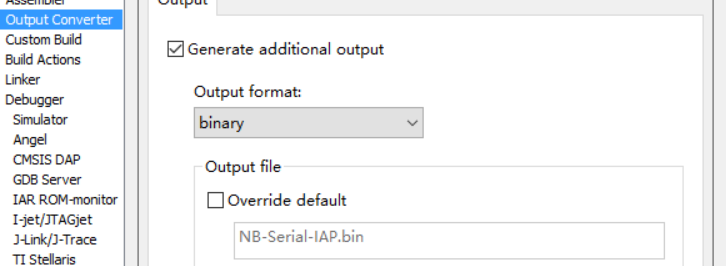 Assembler
Output Converter
Custom Build
Build Actions
Linker
Debugger
Simulator
Angel
CMSIS DAP
GDB Server
IAR ROM-monitor
I-jet/JTAGjet
J-Link/J-Trace
TI Stellaris
Output
Generate additional output
Output format:
binary
Output file
Override default
NB-Serial-IAP.bin